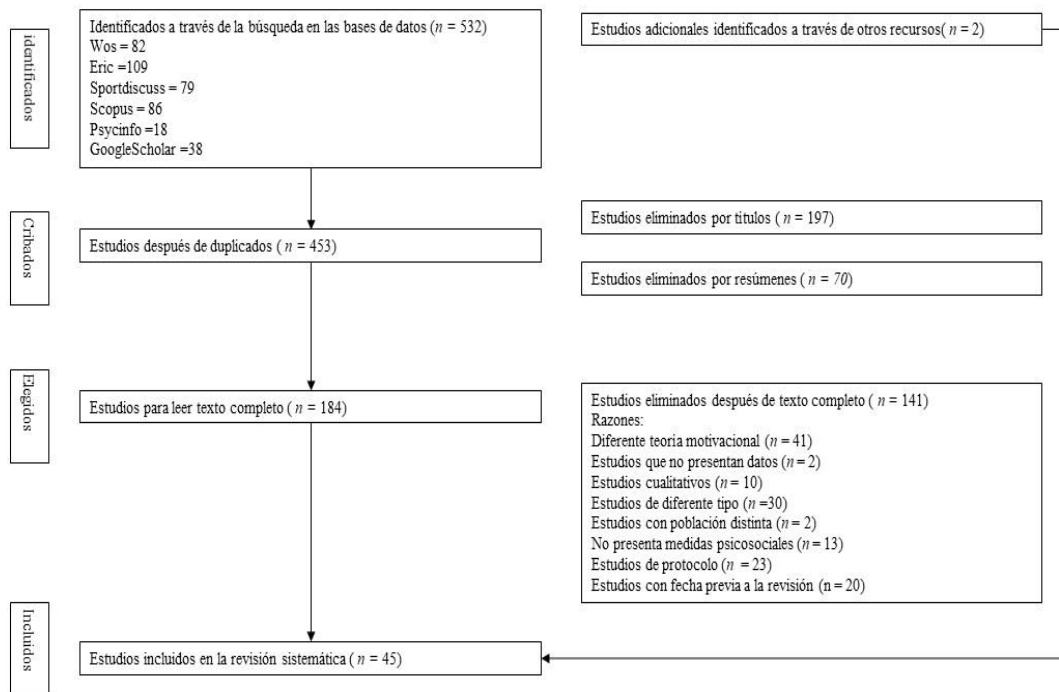 identificados
Identificados a través de la búsqueda en las bases de datos (n = 532)
Wos = 82
Eric =109
Sportdiscuss = 79
Scopus = 86
Psycinfo =18
GoogleScholar =38
Estudios adicionales identificados a través de otros recursos( n = 2)
Cribados
Estudios después de duplicados ( n = 453)
Estudios eliminados por titulos ( n = 197)
Estudios eliminados por resúmenes ( n = 70)
Elegidos
Estudios para leer texto completo ( n = 184)
Estudios eliminados después de texto completo ( n = 141)
Razones:
Diferente teoria motivacional (n = 41)
Estudios que no presentan datos (n = 2)
Estudios cualitativos (n = 10)
Estudios de diferente tipo (n =30)
Estudios con población distinta (n = 2)
No presenta medidas psicosociales (n = 13)
Estudios de protocolo (n = 23)
Estudios con fecha previa a la revisión (n = 20)
Incluidos
Estudios incluidos en la revisión sistemática ( n = 45)